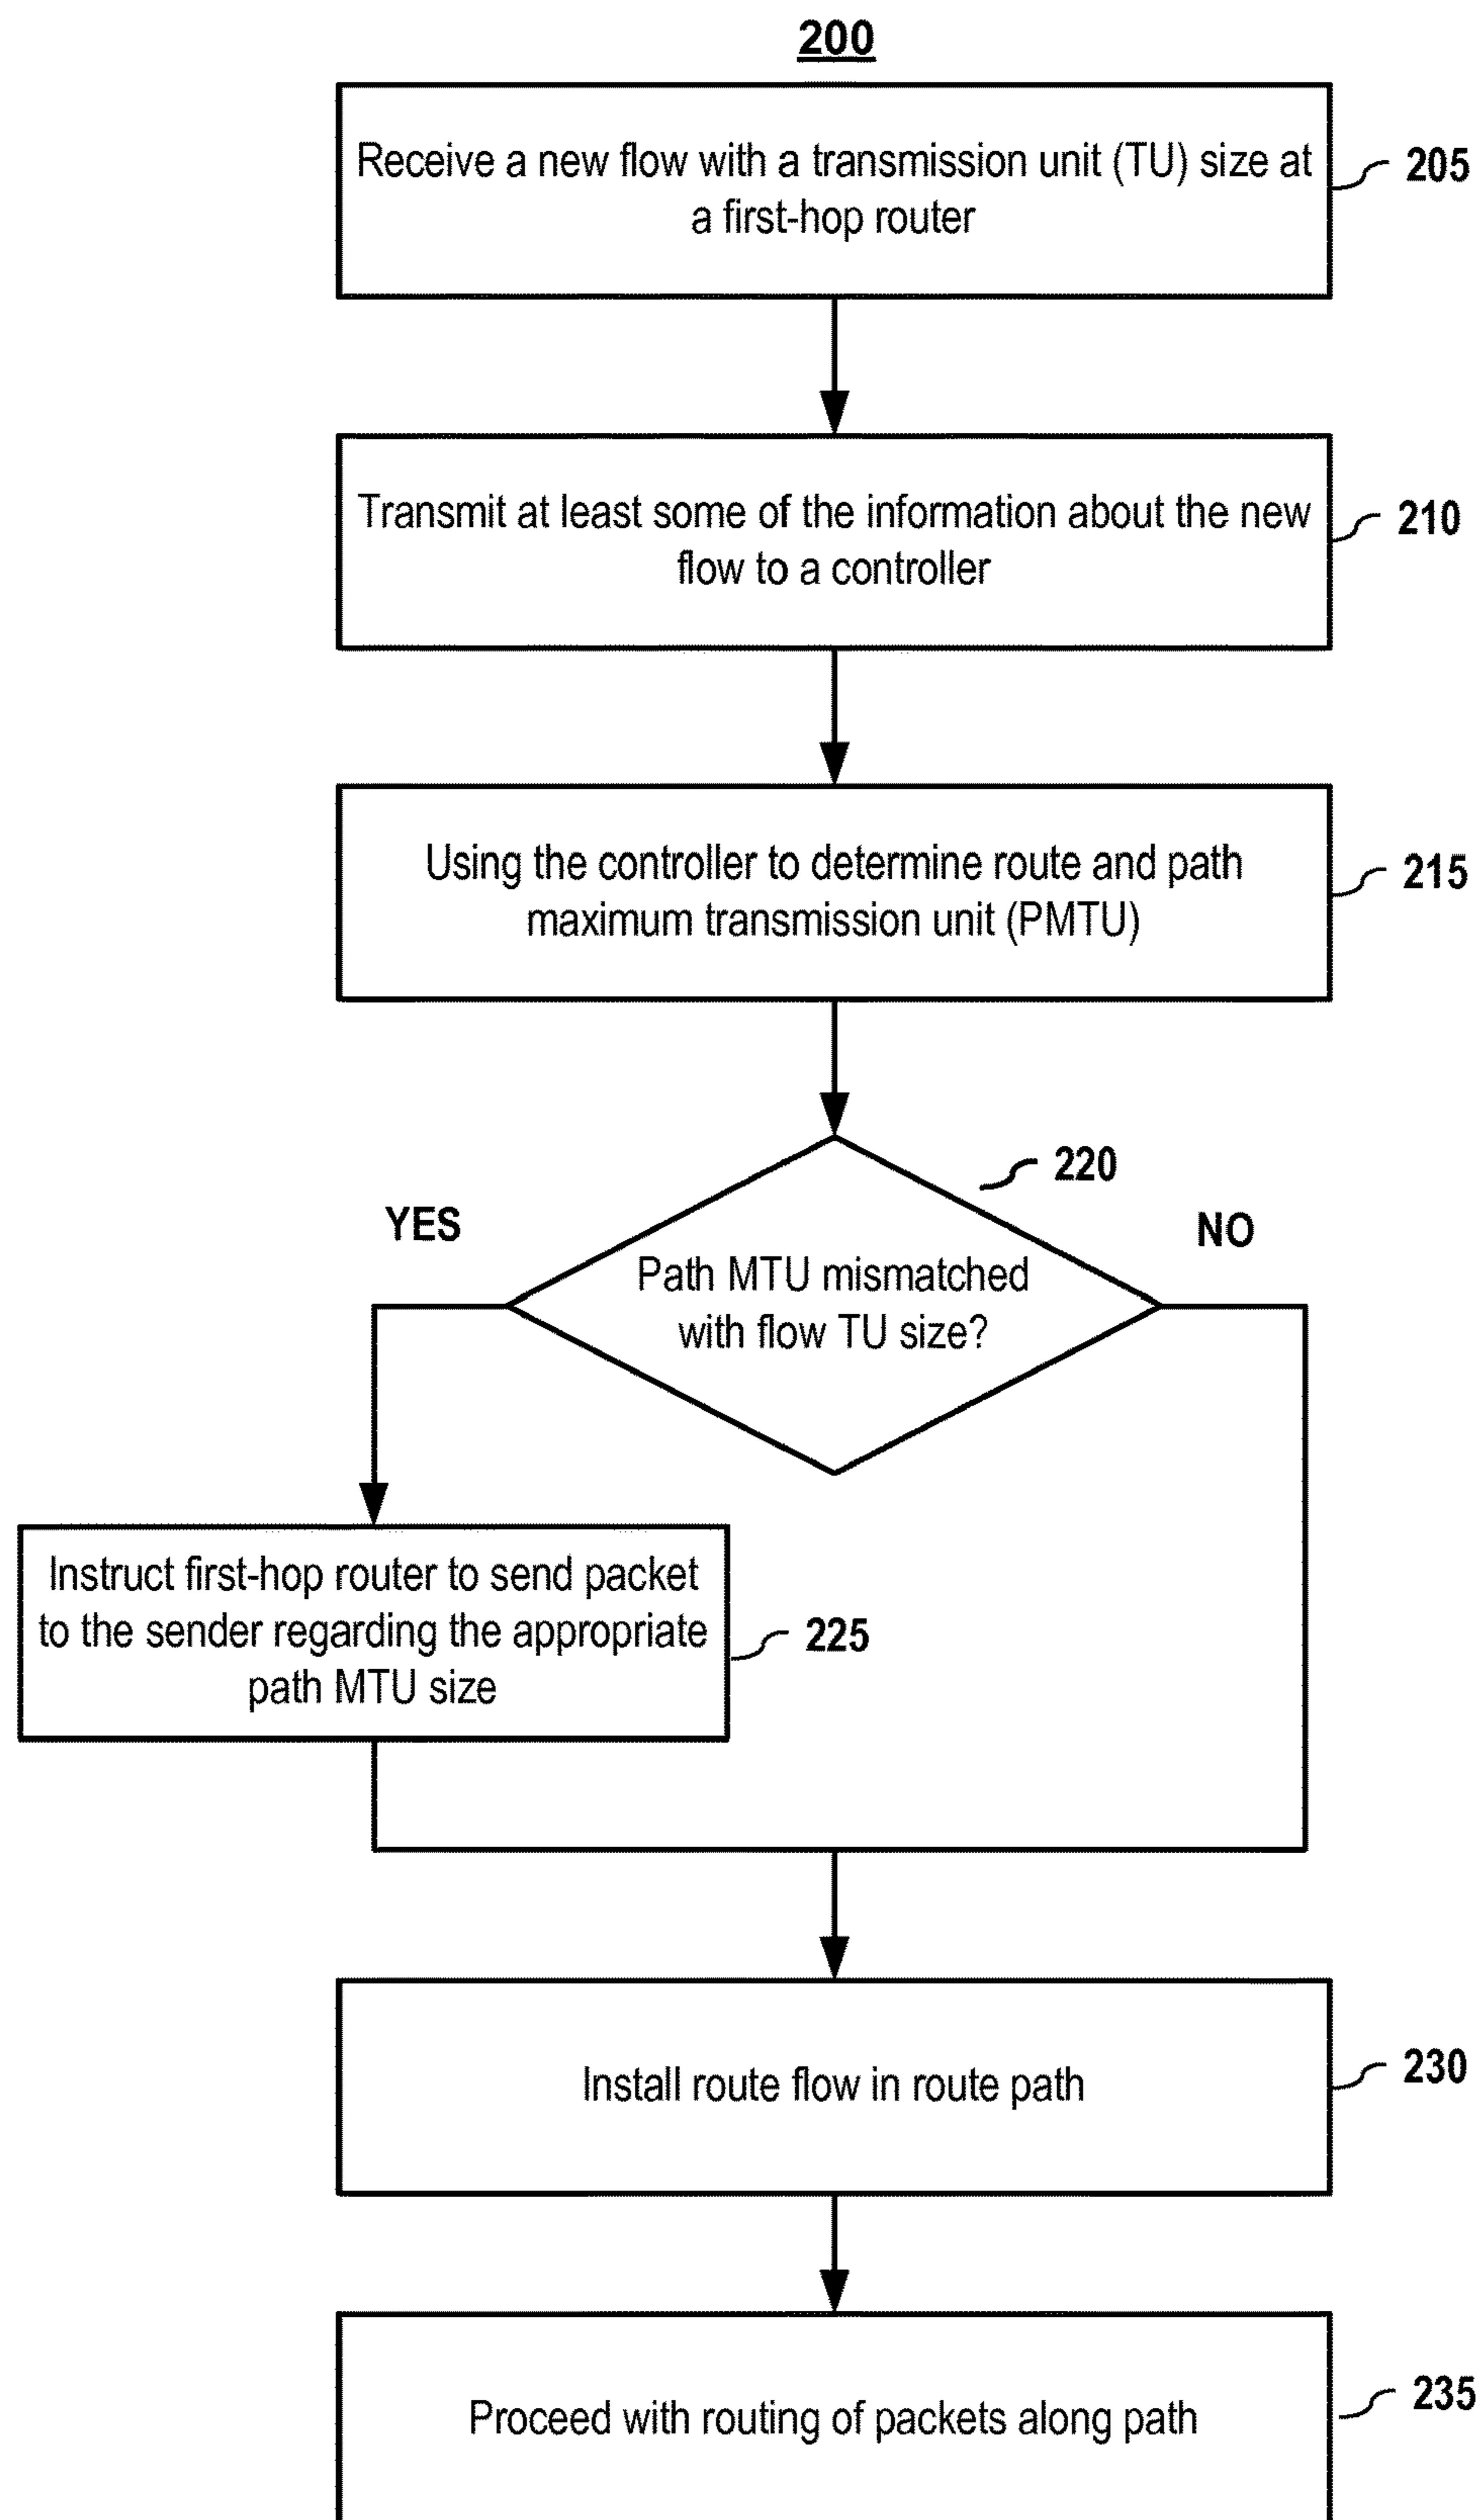 200
Receive a new flow with a transmission unit (TU) size at
a first-hop router
205
Transmit at least some of the information about the new
flow to a controller
210
Using the controller to determine route and path
maximum transmission unit (PMTU)
215
220
YES
NO
Path MTU mismatched
with flow TU size?
Instruct first-hop router to send packet
to the sender regarding the appropriate
path MTU size
225
Install route flow in route path
230
Proceed with routing of packets along path
235